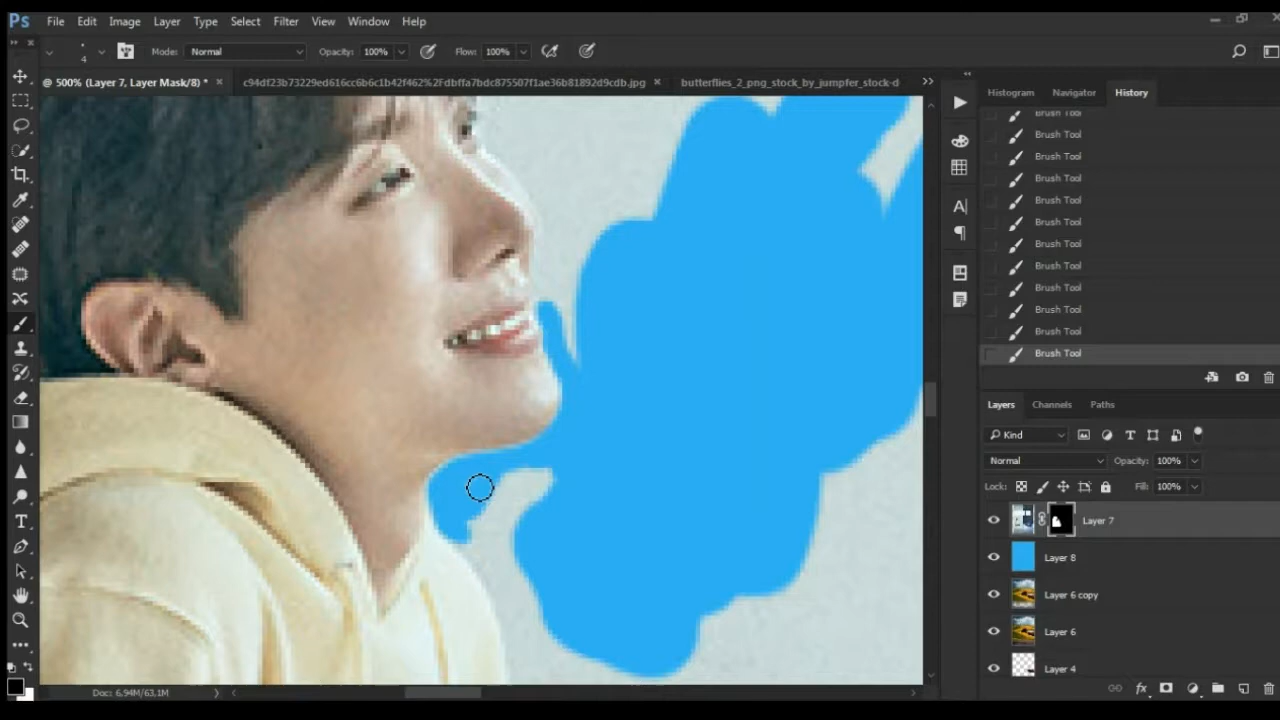 Ps File Edit Image Layer Type Select Filter View Window Help
4 Mode: Normal Opacity: 100% Flow: 100%
@ 500% (Layer 7, Layer Mask/8) * × c94df23b73229ed616cc6b6c1b42f462%2Fdbffa7bdc875507f1ae36b81892d9cdb.jpg × butterflies_2_png_stock_by_jumpfer_stock-d
Histogram Navigator History
Brush Tool
Brush Tool
Brush Tool
Brush Tool
Brush Tool
Brush Tool
Brush Tool
Brush Tool
Brush Tool
Brush Tool
Brush Tool
Brush Tool
Layers Channels Paths
Kind
Normal Opacity: 100%
Lock: Fill: 100%
Layer 7
Layer 8
Layer 6 copy
Layer 6
Layer 4
Doc: 6.94M/63.1M